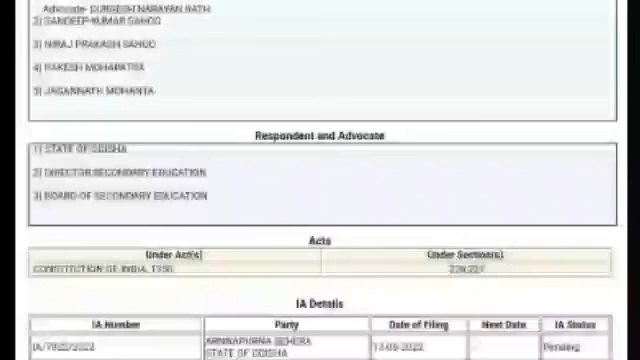 Advocate- DURGESH NARAYAN RATH
2) SANDEEP KUMAR SAHOO
3) NIRAJ PRAKASH SAHOO
4) RAKESH MOHAPATRA
5) JAGANNATH MOHANTA
Respondent and Advocate
1) STATE OF ODISHA
2) DIRECTOR SECONDARY EDUCATION
3) BOARD OF SECONDARY EDUCATION
Acts
Under Act(s) Under Section(s)
CONSTITUTION OF INDIA, 1950 226,227
IA Details
IA Number Party Date of Filing Next Date IA Status
BEHERA
STATE OF ODISHA
Pending